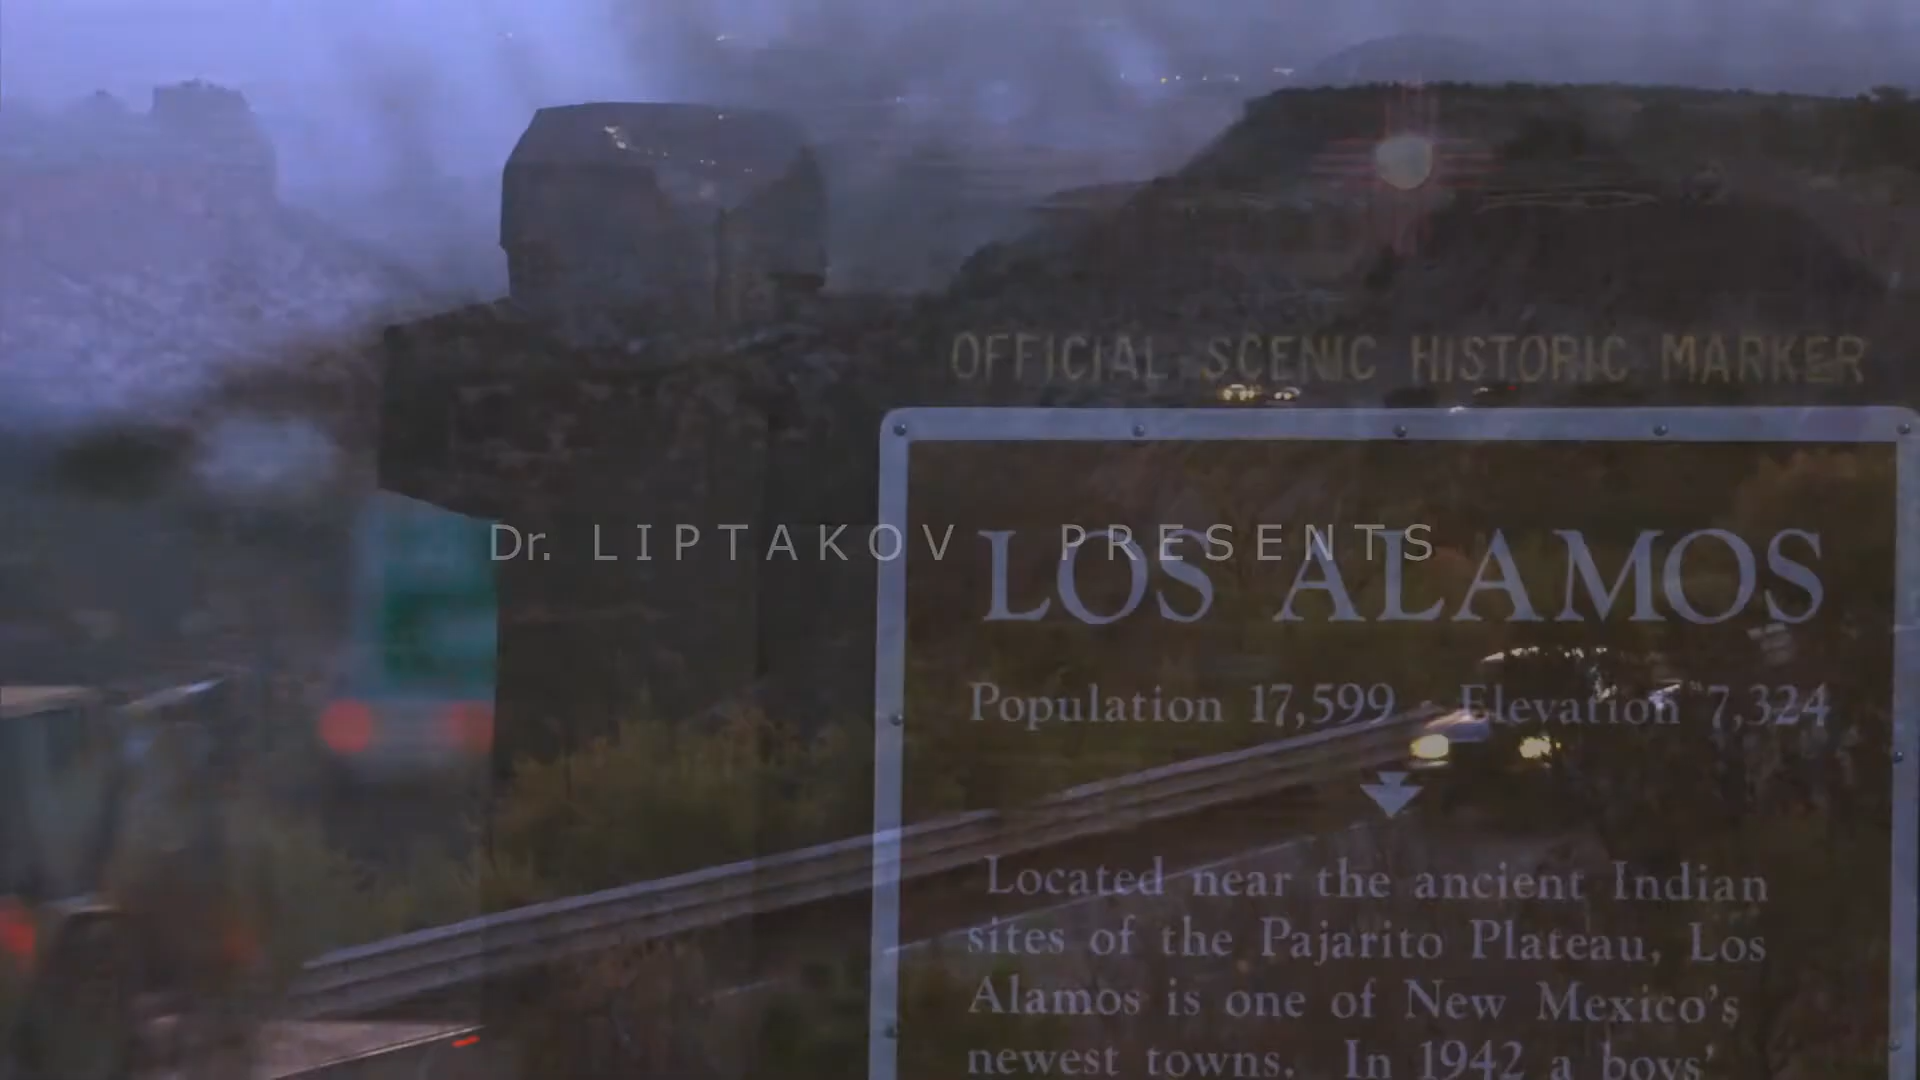 OFFICIAL SCENIC HISTORIC MARKER
Dr. LIPTAKOV PRESENTS
LOS ALAMOS
Population 17,599 Elevation 7,324
Located near the ancient Indian
sites of the Pajarito Plateau, Los
Alamos is one of New Mexico's
newest towns. In 1942 a boys'